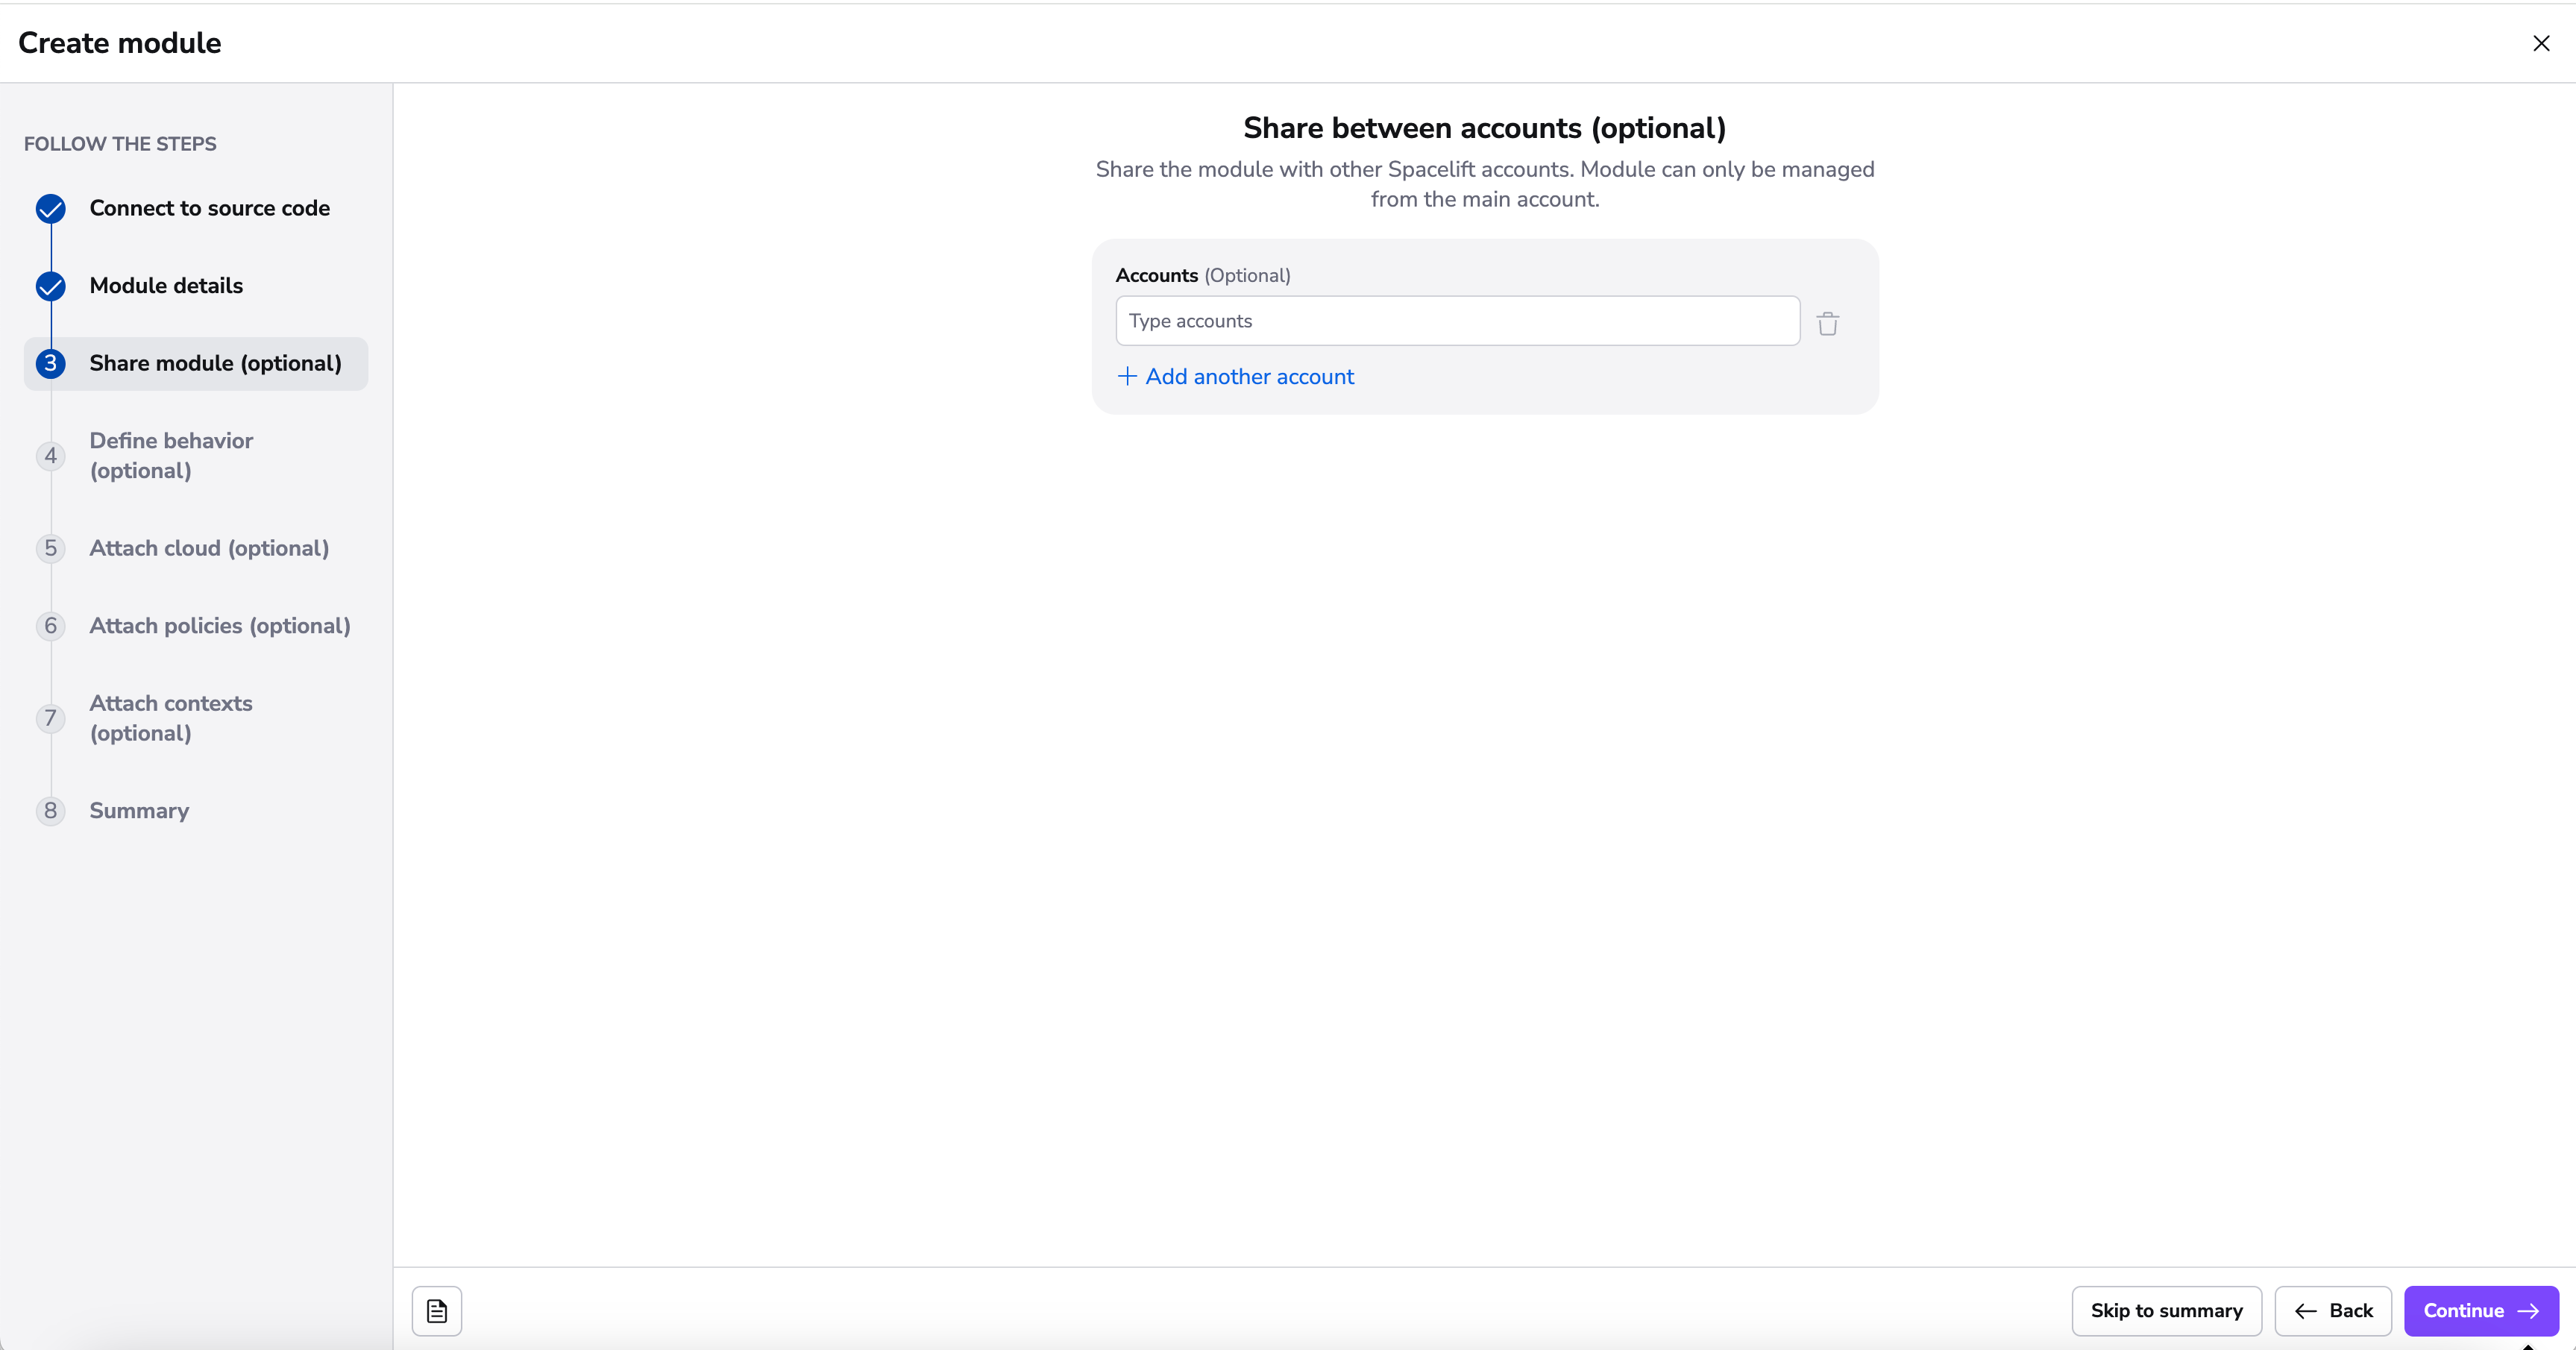 Create module
FOLLOW THE STEPS
Connect to source code
Module details
3 Share module (optional)
4 Define behavior
(optional)
5 Attach cloud (optional)
6 Attach policies (optional)
7 Attach contexts
(optional)
8 Summary
Share between accounts (optional)
Share the module with other Spacelift accounts. Module can only be managed
from the main account.
Accounts (Optional)
Type accounts
Add another account
Skip to summary
Back
Continue